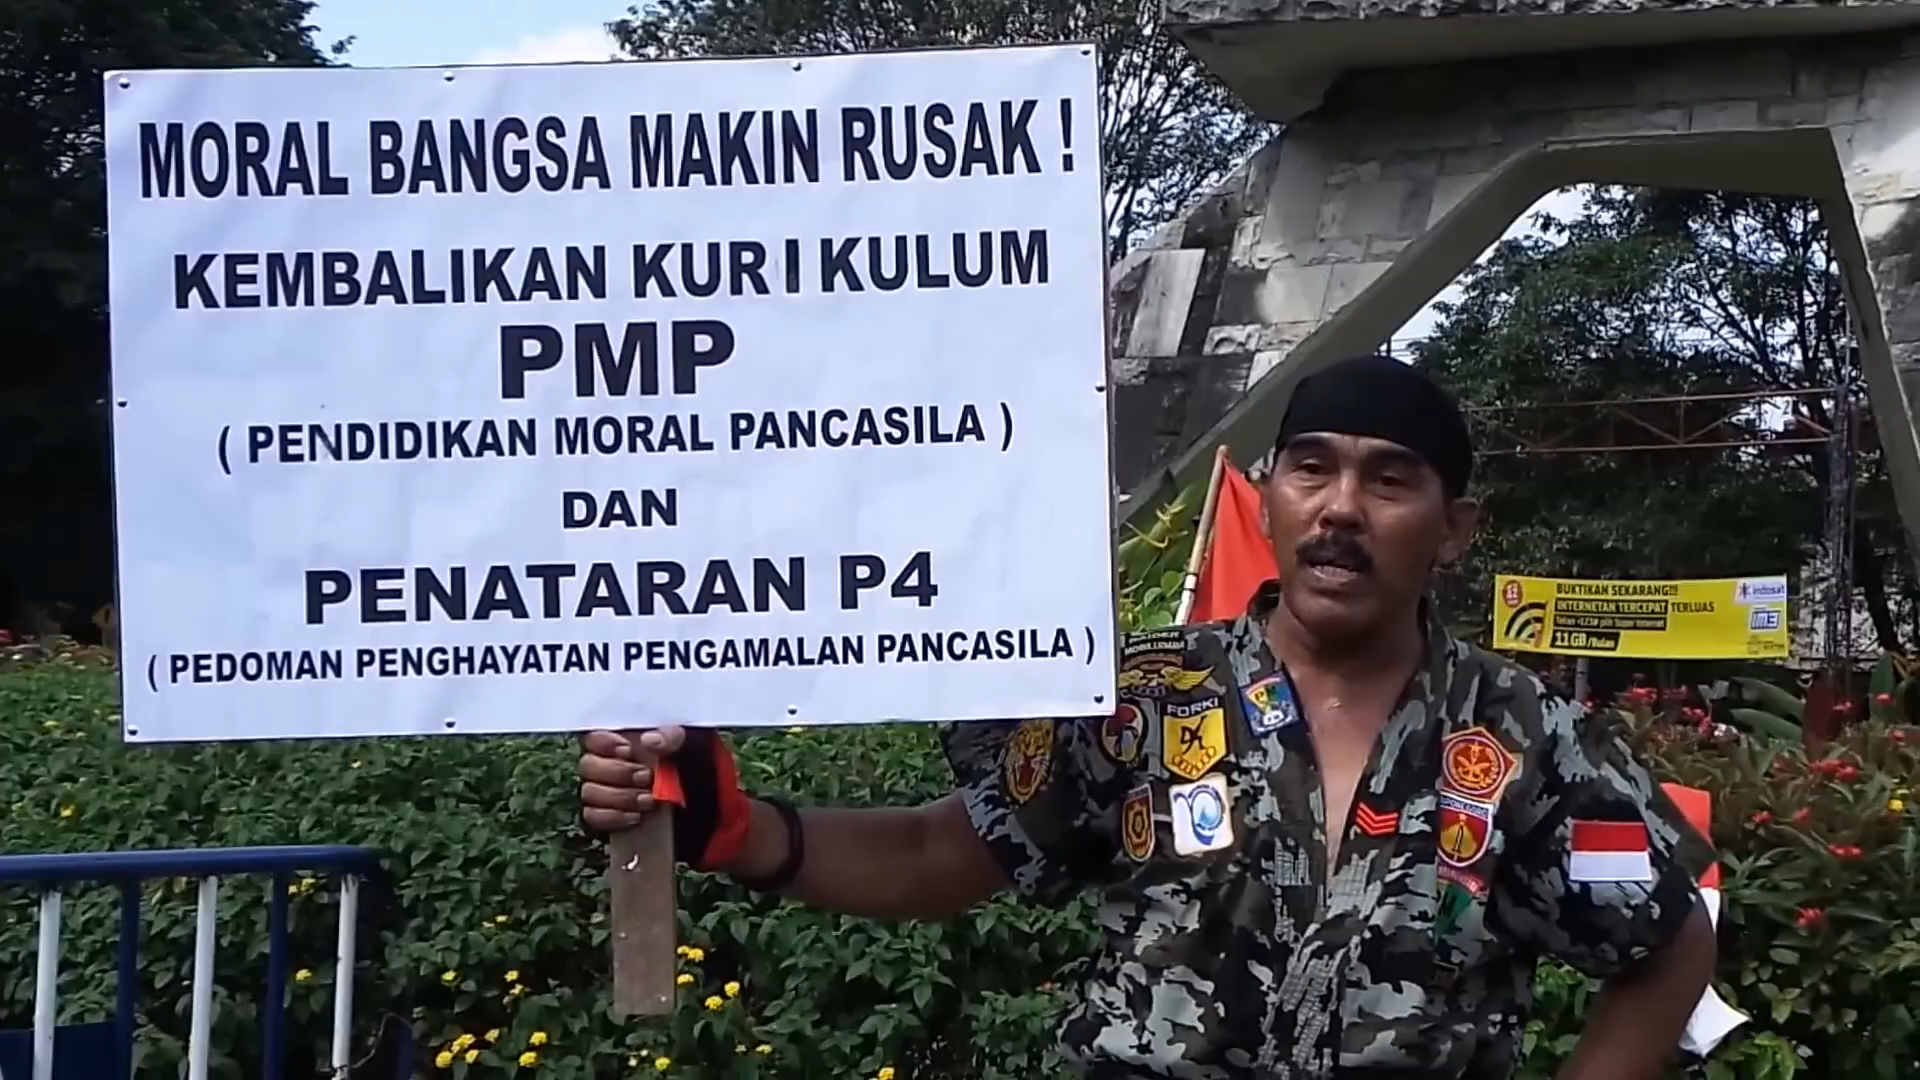 MORAL BANGSA MAKIN RUSAK !
KEMBALIKAN KURIKULUM
PMP
( PENDIDIKAN MORAL PANCASILA )
DAN
PENATARAN P4
( PEDOMAN PENGHAYATAN PENGAMALAN PANCASILA )
FORKI
BUKTIKAN SEKARANG!!!
INTERNETAN TERCEPAT TERLUAS
11GB /Bulan
indosat
im3